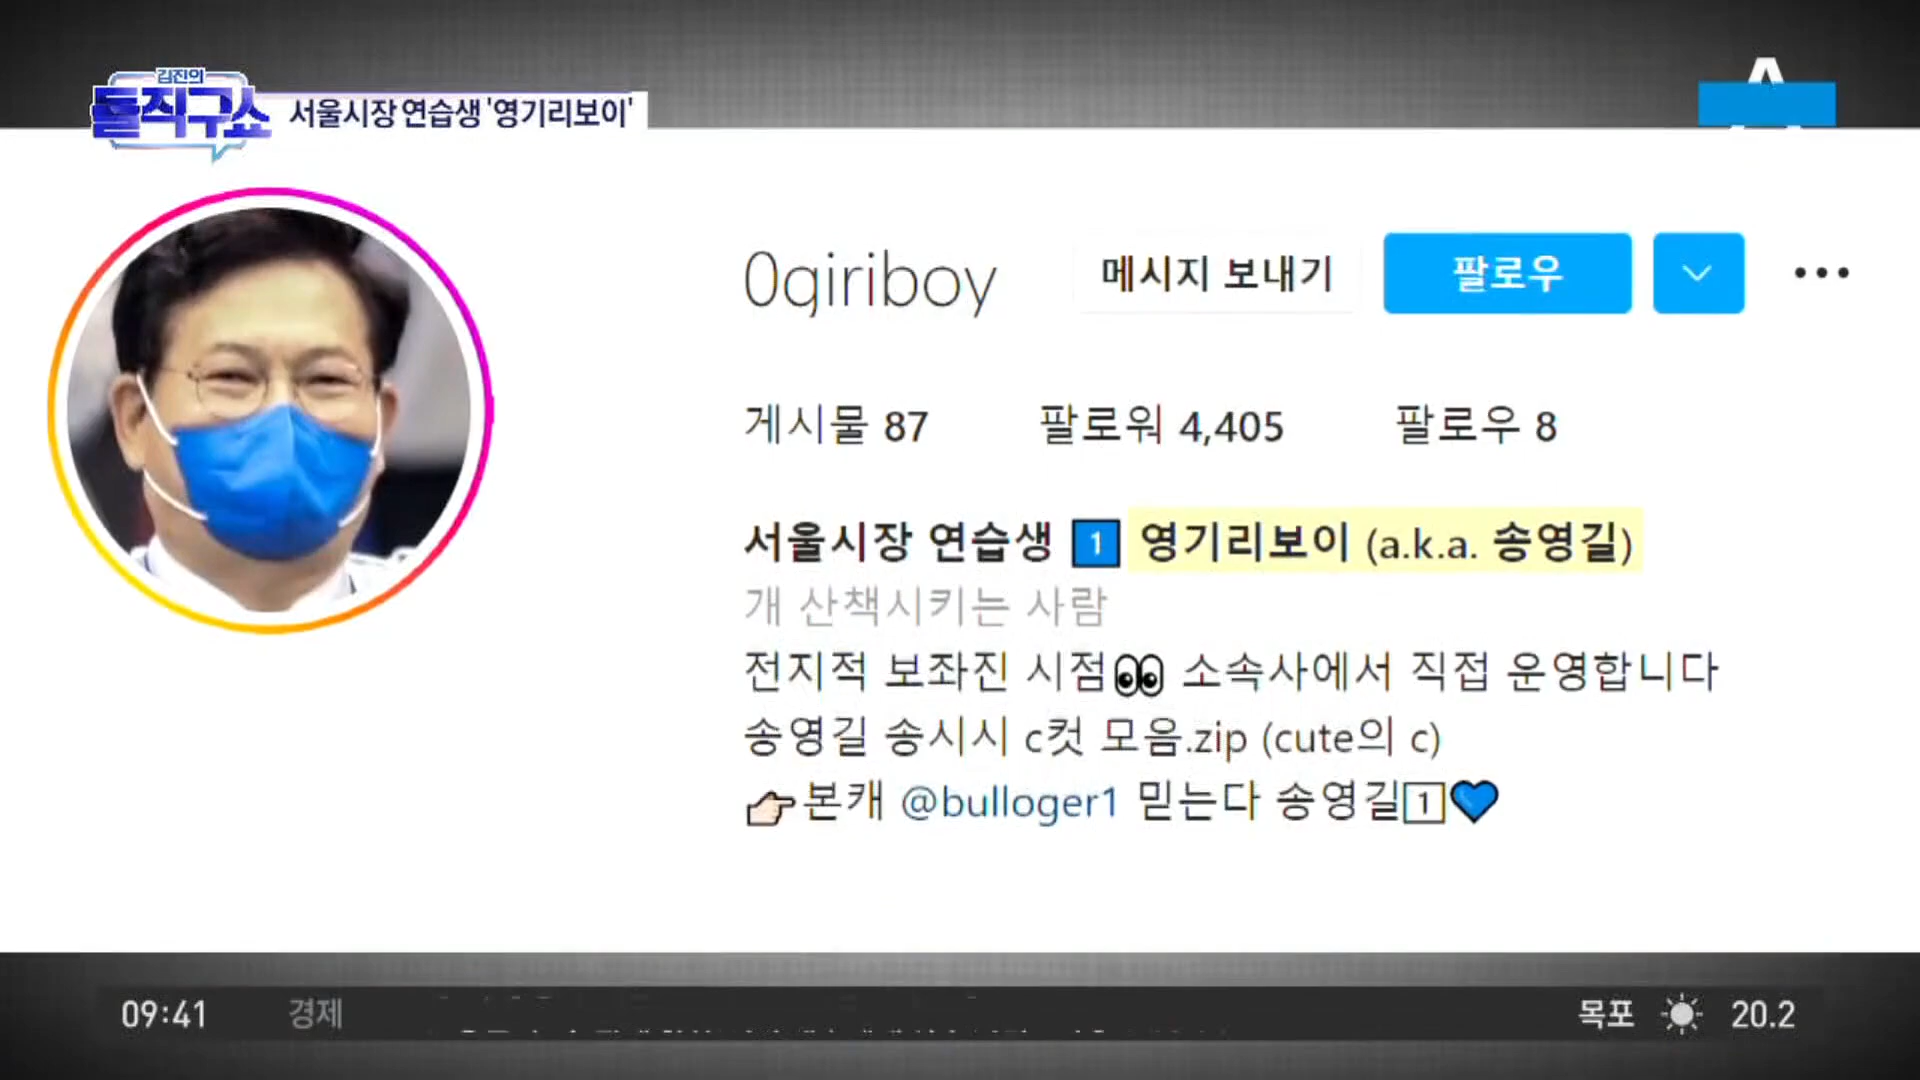 김진의
돌직구쇼
서울시장 연습생 '영기리보이'
0giriboy
메시지 보내기
팔로우
게시물 87
팔로워 4,405
팔로우 8
서울시장 연습생 1 영기리보이 (a.k.a. 송영길)
개 산책시키는 사람
전지적 보좌진 시점👀 소속사에서 직접 운영합니다
송영길 송시시 c컷 모음.zip (cute의 c)
👉🏻본캐 @bulloger1 믿는다 송영길1💙
09:41
경제
목포
20.2